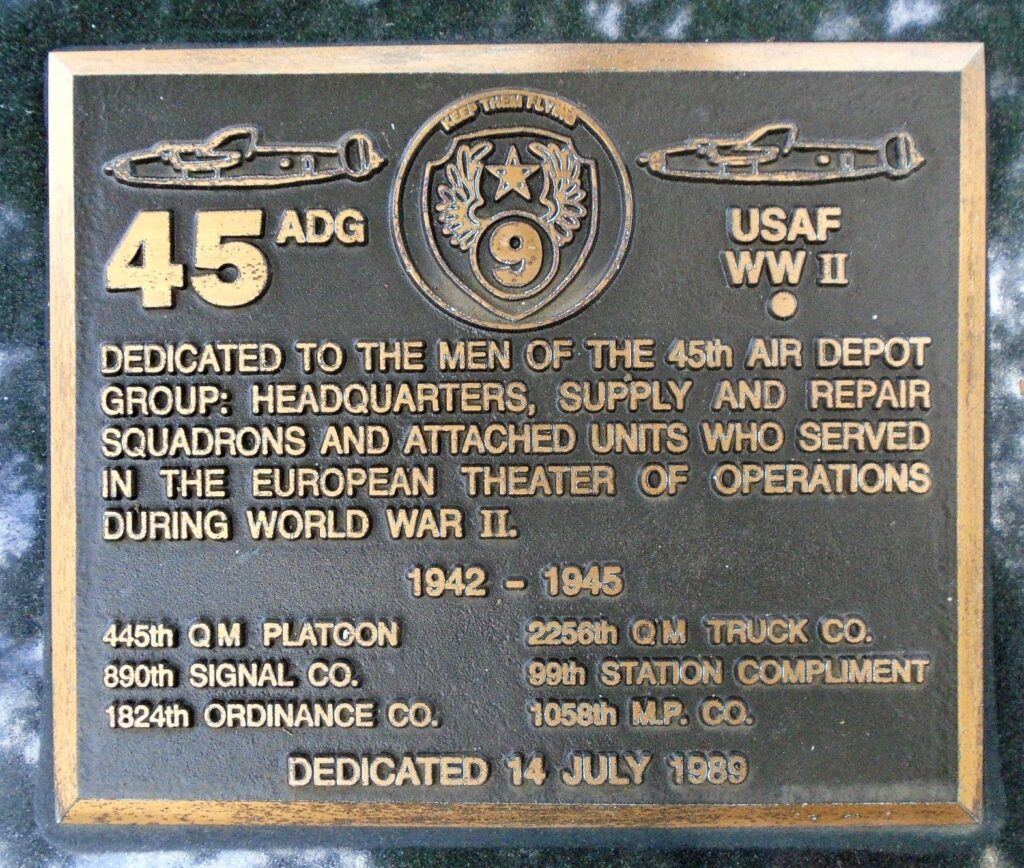 KEEP THEM FLYING
45 ADG
9
USAF
WW II
DEDICATED TO THE MEN OF THE 45th AIR DEPOT
GROUP: HEADQUARTERS, SUPPLY AND REPAIR
SQUADRONS AND ATTACHED UNITS WHO SERVED
IN THE EUROPEAN THEATER OF OPERATIONS
DURING WORLD WAR II.
1942 - 1945
445th QM PLATOON
890th SIGNAL CO.
1824th ORDINANCE CO.
2256th QM TRUCK CO.
99th STATION COMPLIMENT
1058th M.P. CO.
DEDICATED 14 JULY 1989